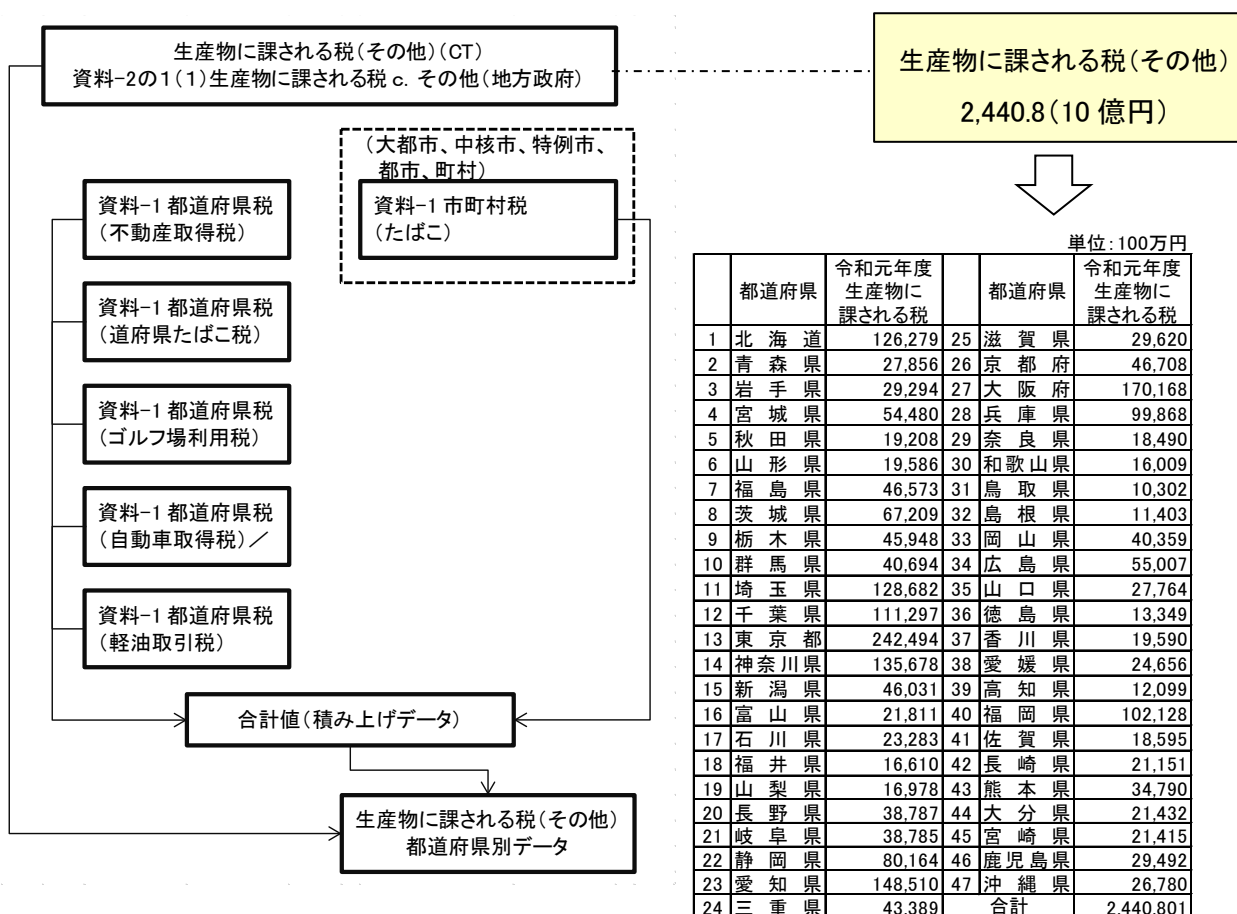 生産物に課される税(その他)(CT)
資料-2の1(1)生産物に課される税 c. その他(地方政府)
生産物に課される税(その他)
2,440.8(10 億円)
(大都市、中核市、特例市、
都市、町村)
資料-1 市町村税
(たばこ)
資料-1 都道府県税
(不動産取得税)
資料-1 都道府県税
(道府県たばこ税)
資料-1 都道府県税
(ゴルフ場利用税)
資料-1 都道府県税
(自動車取得税)/
資料-1 都道府県税
(軽油取引税)
合計値(積み上げデータ)
生産物に課される税(その他)
都道府県別データ
単位:100万円
都道府県 令和元年度 生産物に 課される税 都道府県 令和元年度 生産物に 課される税
1 北海道 126,279 25 滋賀県 29,620
2 青森県 27,856 26 京都府 46,708
3 岩手県 29,294 27 大阪府 170,168
4 宮城県 54,480 28 兵庫県 99,868
5 秋田県 19,208 29 奈良県 18,490
6 山形県 19,586 30 和歌山県 16,009
7 福島県 46,573 31 鳥取県 10,302
8 茨城県 67,209 32 島根県 11,403
9 栃木県 45,948 33 岡山県 40,359
10 群馬県 40,694 34 広島県 55,007
11 埼玉県 128,682 35 山口県 27,764
12 千葉県 111,297 36 徳島県 13,349
13 東京都 242,494 37 香川県 19,590
14 神奈川県 135,678 38 愛媛県 24,656
15 新潟県 46,031 39 高知県 12,099
16 富山県 21,811 40 福岡県 102,128
17 石川県 23,283 41 佐賀県 18,595
18 福井県 16,610 42 長崎県 21,151
19 山梨県 16,978 43 熊本県 34,790
20 長野県 38,787 44 大分県 21,432
21 岐阜県 38,785 45 宮崎県 21,415
22 静岡県 80,164 46 鹿児島県 29,492
23 愛知県 148,510 47 沖縄県 26,780
24 三重県 43,389 合計 2,440,801